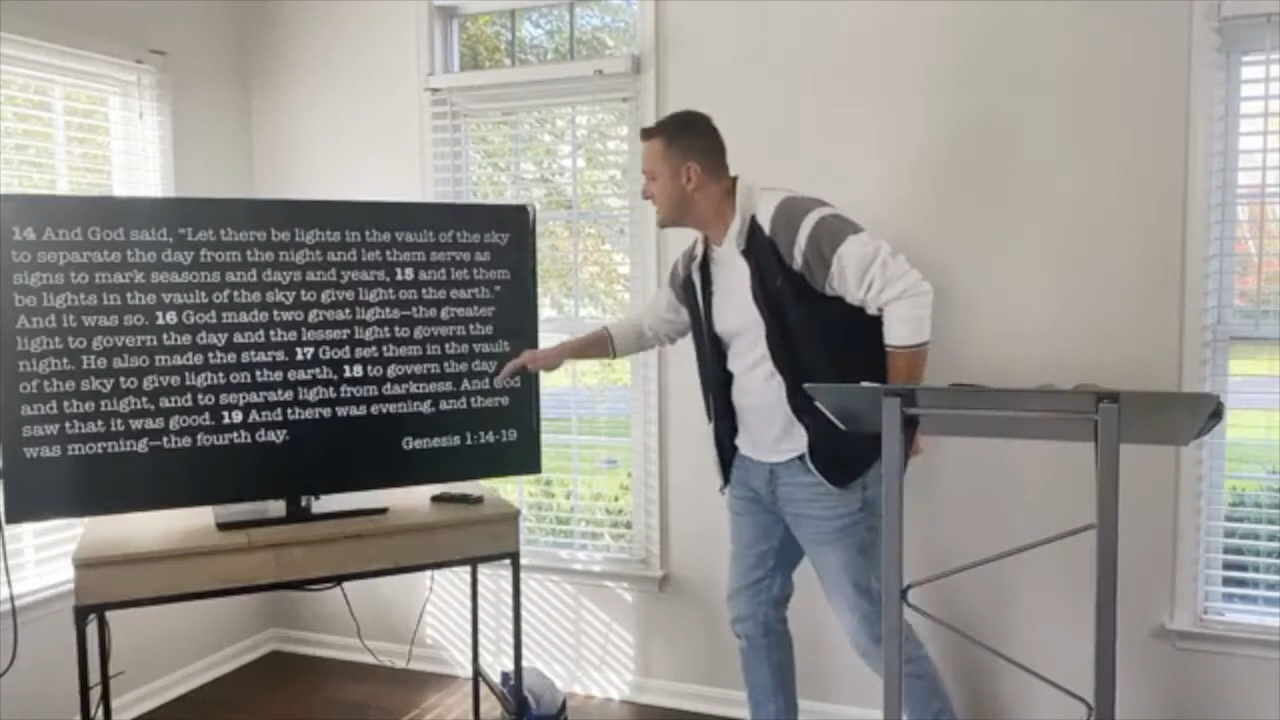 14 And God said, “Let there be lights in the vault of the sky
to separate the day from the night and let them serve as
signs to mark seasons and days and years, 15 and let them
be lights in the vault of the sky to give light on the earth.”
And it was so. 16 God made two great lights—the greater
light to govern the day and the lesser light to govern the
night. He also made the stars. 17 God set them in the vault
of the sky to give light on the earth, 18 to govern the day
and the night, and to separate light from darkness. And God
saw that it was good. 19 And there was evening, and there
was morning—the fourth day.
Genesis 1:14-19